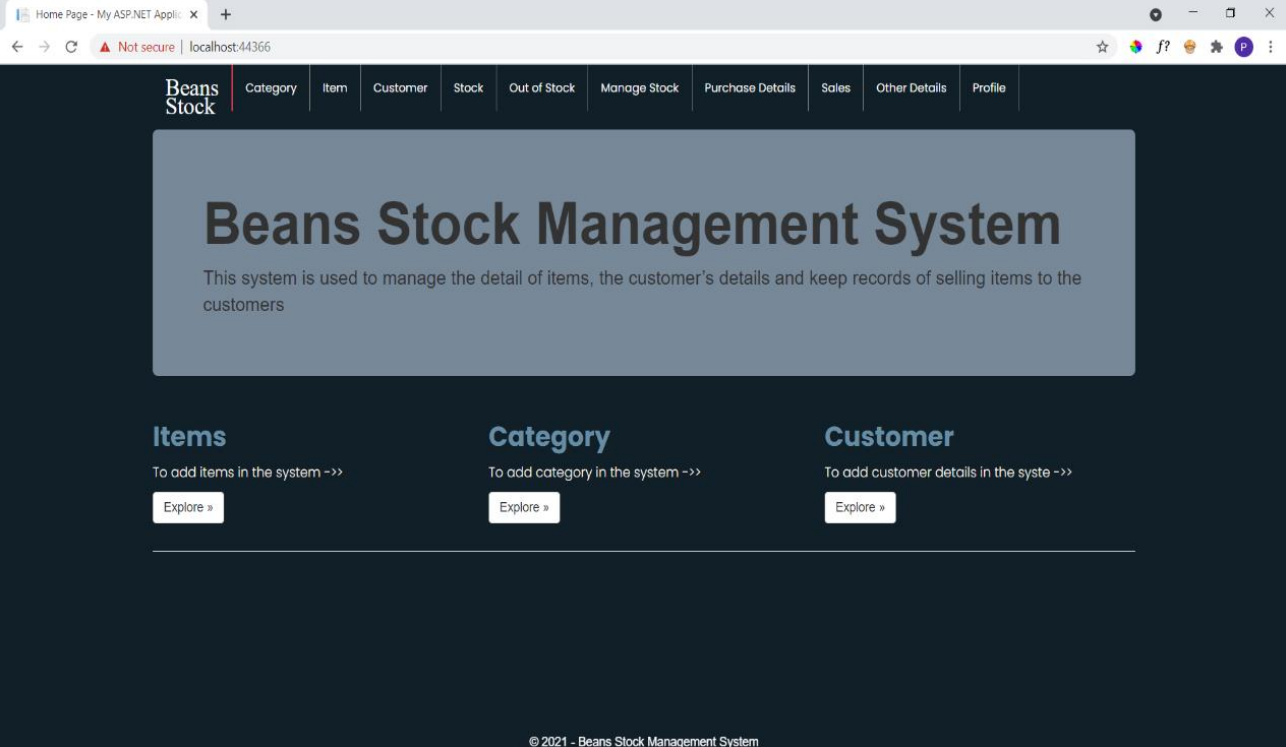 Home Page - My ASP.NET Applic
Not secure | localhost:44366
f?
P
Beans
Stock
Category
Item
Customer
Stock
Out of Stock
Manage Stock
Purchase Details
Sales
Other Details
Profile
Beans Stock Management System
This system is used to manage the detail of items, the customer’s details and keep records of selling items to the
customers
Items
To add items in the system ->>
Explore »
Category
To add category in the system ->>
Explore »
Customer
To add customer details in the syste ->>
Explore »
© 2021 - Beans Stock Management System